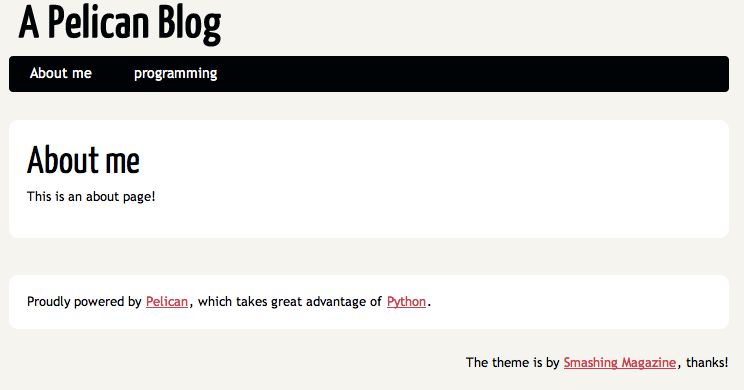 A Pelican Blog
About me programming
About me
This is an about page!
Proudly powered by Pelican, which takes great advantage of Python.
The theme is by Smashing Magazine, thanks!